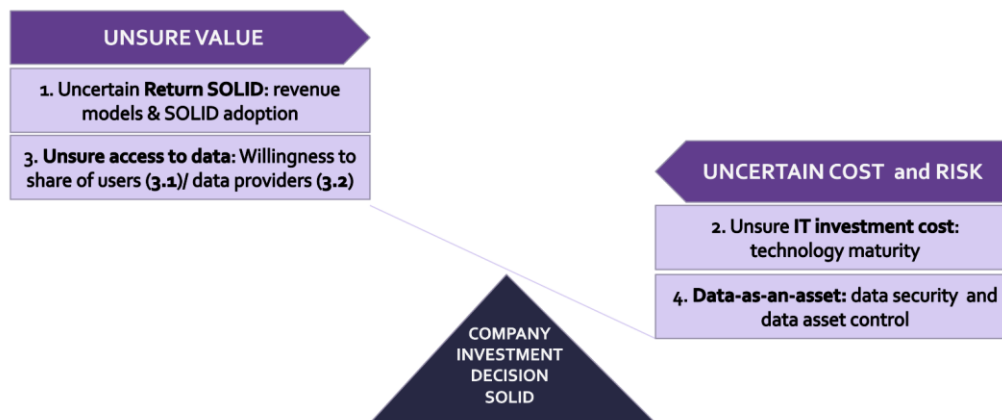 UNSURE VALUE
1. Uncertain Return SOLID: revenue
models & SOLID adoption
3. Unsure access to data: Willingness to
share of users (3.1)/ data providers (3.2)
UNCERTAIN COST and RISK
2. Unsure IT investment cost:
technology maturity
4. Data-as-an-asset: data security and
data asset control
COMPANY
INVESTMENT
DECISION
SOLID